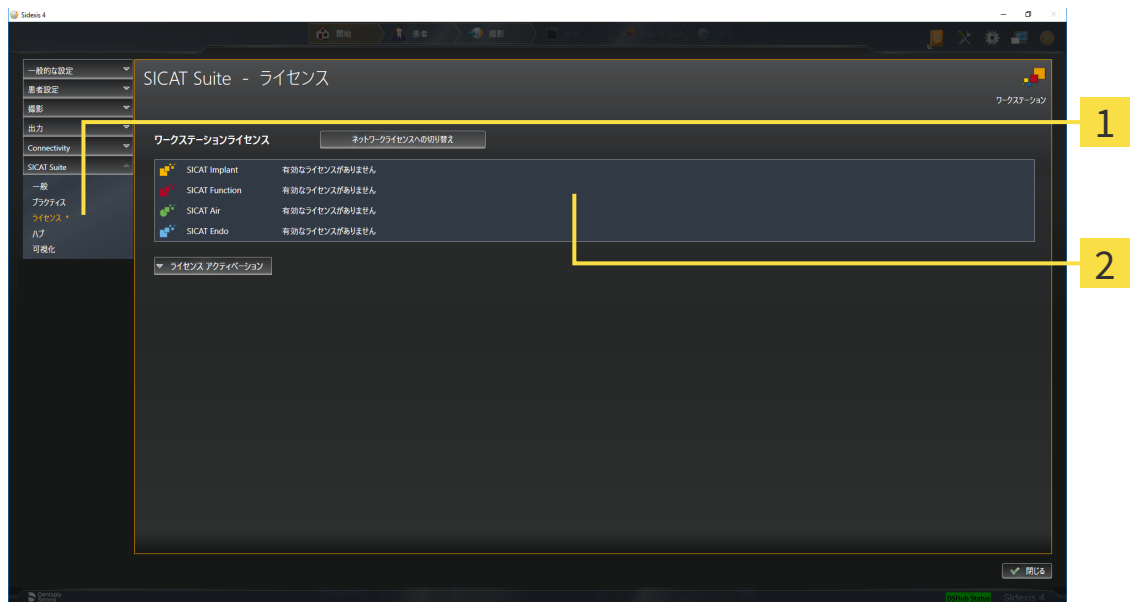 Sidexis 4
開始 患者 撮影
一般的な設定
患者設定
撮影
出力
Connectivity
SICAT Suite
一般
プラクティス
ライセンス *
ハブ
可視化
SICAT Suite - ライセンス
ワークステーション
ワークステーションライセンス ネットワークライセンスへの切り替え
SICAT Implant 有効なライセンスがありません
SICAT Function 有効なライセンスがありません
SICAT Air 有効なライセンスがありません
SICAT Endo 有効なライセンスがありません
ライセンス アクティベーション
1
2
閉じる
Dentsply
Sirona
DSHub Status Sidexis 4